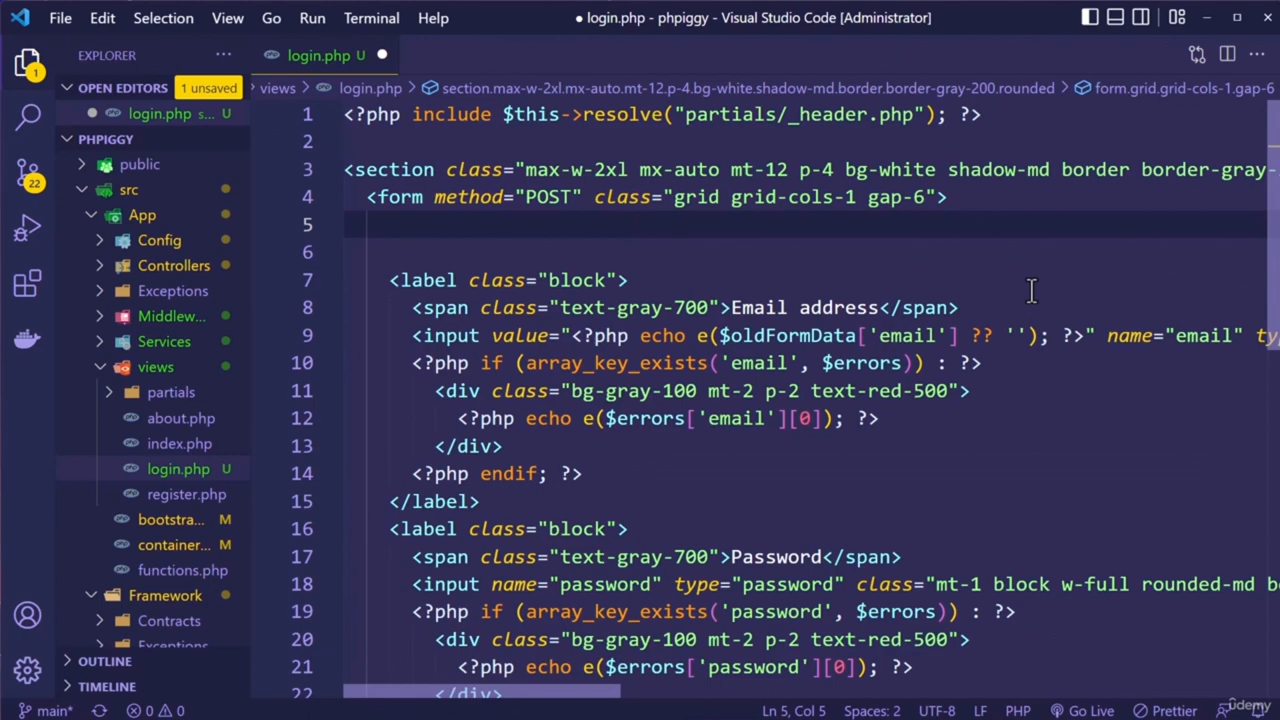 File Edit Selection View Go Run Terminal Help
● login.php - phpiggy - Visual Studio Code [Administrator]
EXPLORER ···
login.php U ●
OPEN EDITORS 1 unsaved
views > login.php > section.max-w-2xl.mx-auto.mt-12.p-4.bg-white.shadow-md.border.border-gray-200.rounded > form.grid.grid-cols-1.gap-6
login.php s... U
PHPIGGY
public
src
App
Config
Controllers
Exceptions
Middlew...
Services
views
partials
about.php
index.php
login.php U
register.php
bootstra... M
container... M
functions.php
Framework
Contracts
Exceptions
OUTLINE
TIMELINE
1
22
1 <?php include $this->resolve("partials/_header.php"); ?>
2
3 <section class="max-w-2xl mx-auto mt-12 p-4 bg-white shadow-md border border-gray-
4 <form method="POST" class="grid grid-cols-1 gap-6">
5
6
7 <label class="block">
8 <span class="text-gray-700">Email address</span>
9 <input value="<?php echo e($oldFormData['email'] ?? ''); ?>" name="email" ty
10 <?php if (array_key_exists('email', $errors)) : ?>
11 <div class="bg-gray-100 mt-2 p-2 text-red-500">
12 <?php echo e($errors['email'][0]); ?>
13 </div>
14 <?php endif; ?>
15 </label>
16 <label class="block">
17 <span class="text-gray-700">Password</span>
18 <input name="password" type="password" class="mt-1 block w-full rounded-md b
19 <?php if (array_key_exists('password', $errors)) : ?>
20 <div class="bg-gray-100 mt-2 p-2 text-red-500">
21 <?php echo e($errors['password'][0]); ?>
22 </div>
main* 0 0 Ln 5, Col 5 Spaces: 2 UTF-8 LF PHP Go Live Prettier
ûdemy